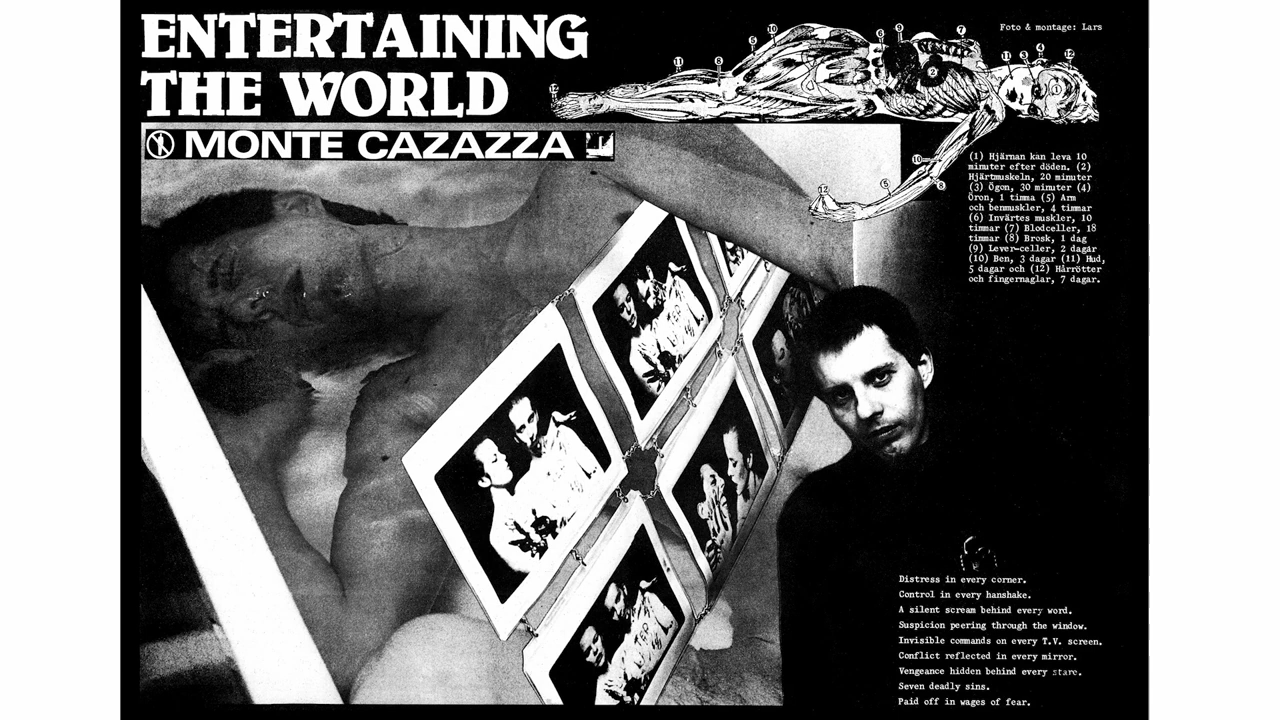 ENTERTAINING
THE WORLD
MONTE CAZAZZA
Foto & montage: Lars
(1) Hjärnan kan leva 10
minuter efter döden. (2)
Hjärtmuskeln, 20 minuter
(3) Ögon, 30 minuter (4)
Öron, 1 timma (5) Arm
och benmuskler, 4 timmar
(6) Invärtes muskler, 10
timmar (7) Blodceller, 18
timmar (8) Brosk, 1 dag
(9) Lever-celler, 2 dagar
(10) Ben, 3 dagar (11) Hud,
5 dagar och (12) Hårrötter
och fingernaglar, 7 dagar.
Distress in every corner.
Control in every hanshake.
A silent scream behind every word.
Suspicion peering through the window.
Invisible commands on every T.V. screen.
Conflict reflected in every mirror.
Vengeance hidden behind every stare.
Seven deadly sins.
Paid off in wages of fear.